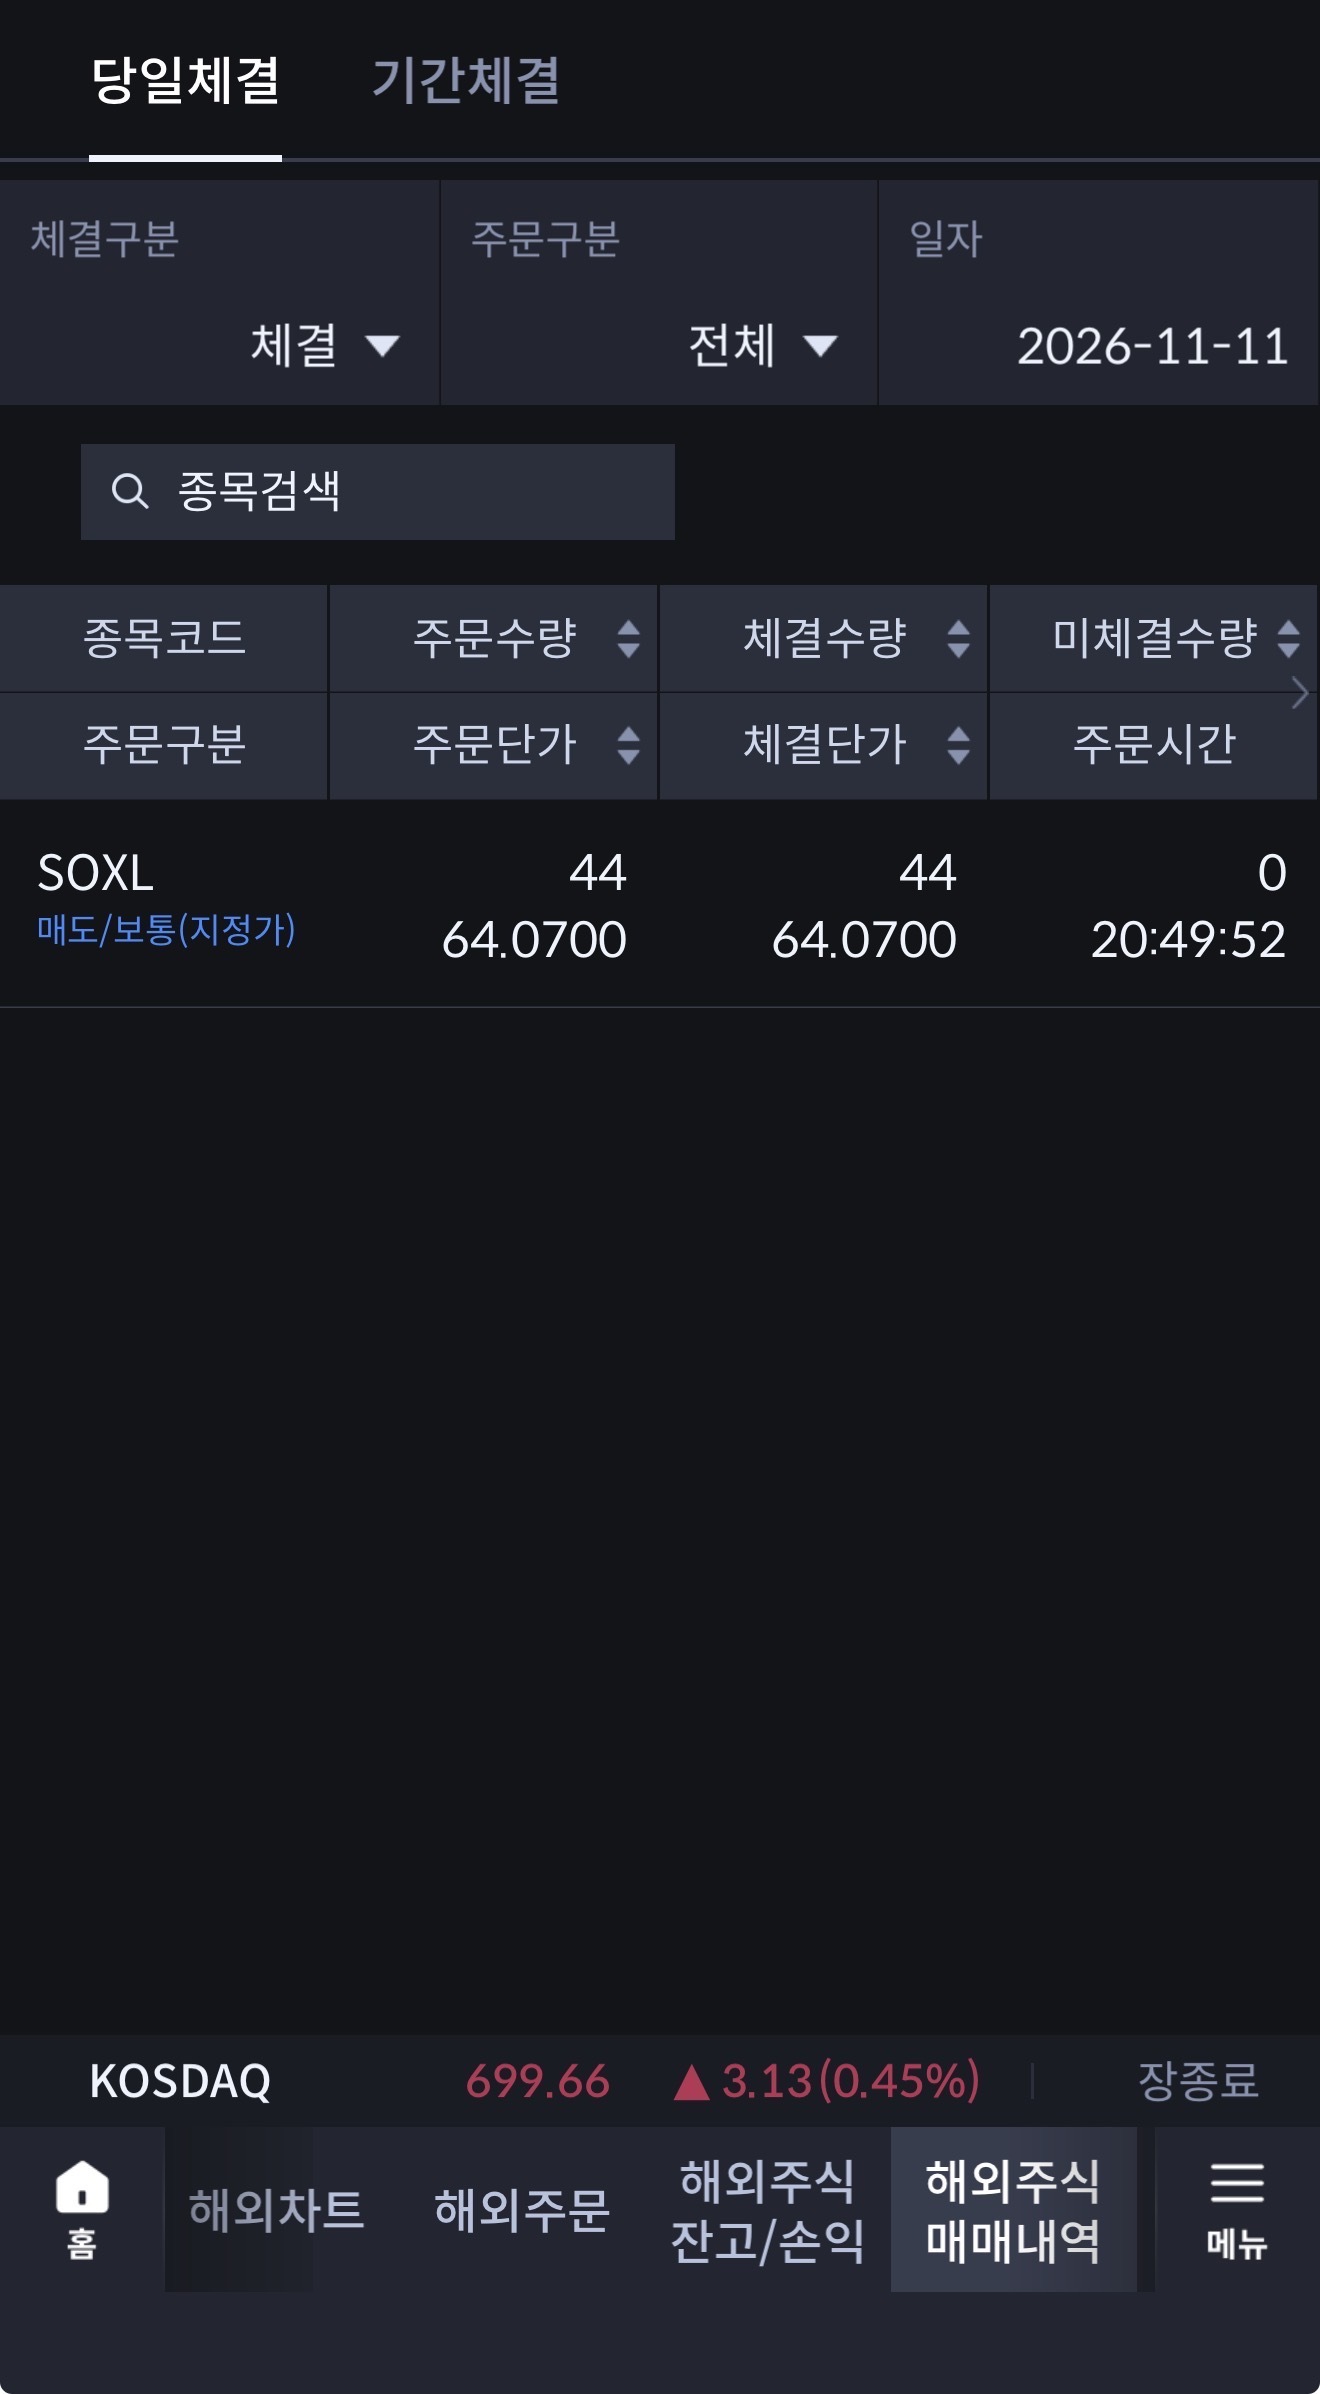 당일체결 기간체결
체결구분 주문구분 일자
체결 전체 2026-11-11
종목검색
종목코드 주문수량 체결수량 미체결수량
주문구분 주문단가 체결단가 주문시간
SOXL 44 44 0
매도/보통(지정가) 64.0700 64.0700 20:49:52
KOSDAQ 699.66 ▲ 3.13(0.45%) 장종료
홈
해외차트
해외주문
해외주식
잔고/손익
해외주식
매매내역
메뉴